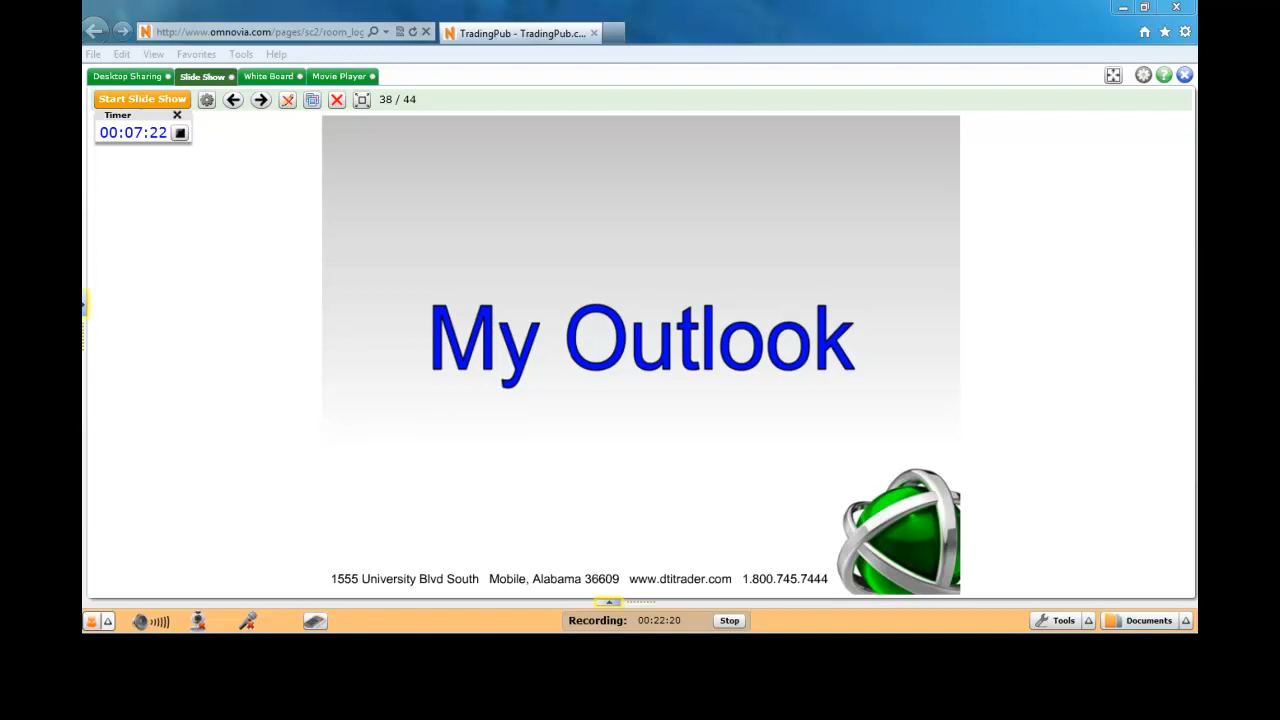 http://www.omnovia.com/pages/sc2/room_log
TradingPub - TradingPub.c...
File Edit View Favorites Tools Help
Desktop Sharing Slide Show White Board Movie Player
Start Slide Show 38 / 44
Timer
00:07:22
My Outlook
1555 University Blvd South Mobile, Alabama 36609 www.dtitrader.com 1.800.745.7444
Recording: 00:22:20 Stop Tools Documents